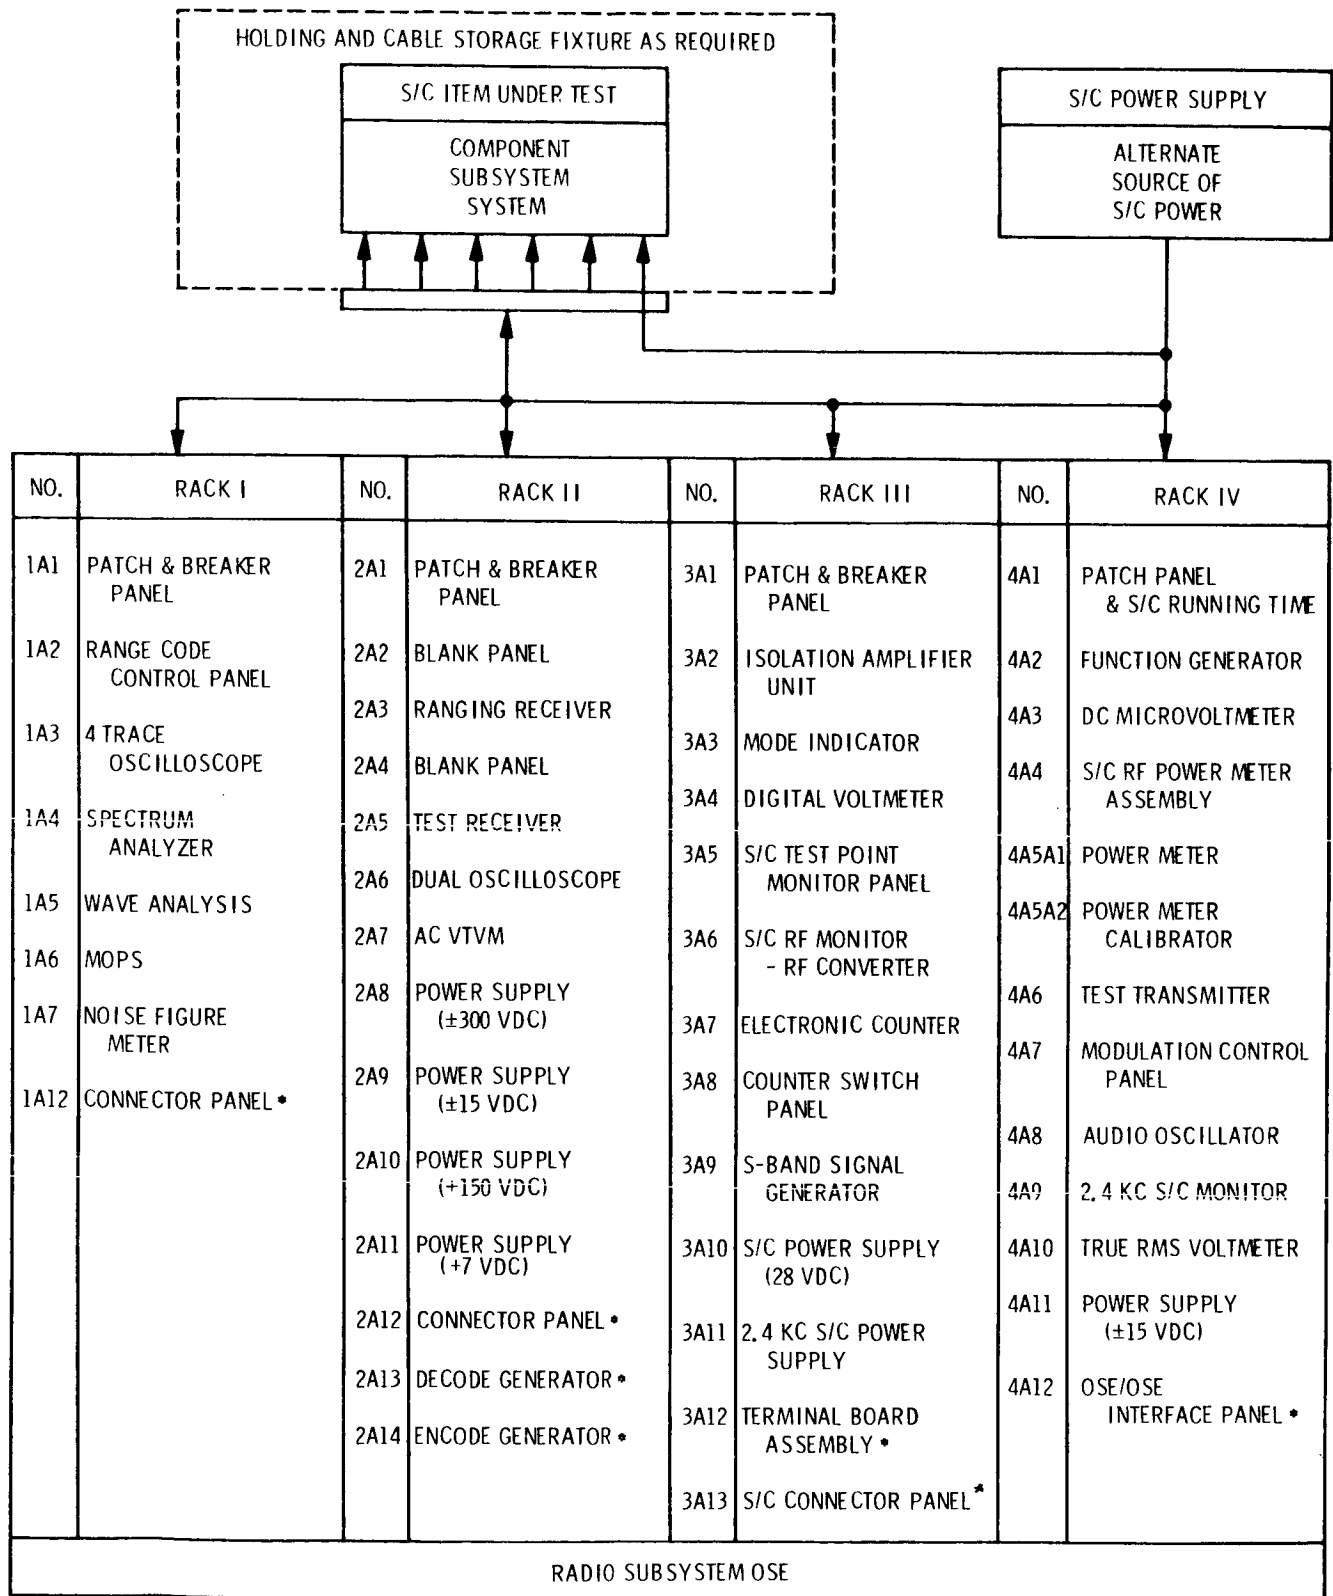 HOLDING AND CABLE STORAGE FIXTURE AS REQUIRED
S/C ITEM UNDER TEST
COMPONENT
SUBSYSTEM
SYSTEM
S/C POWER SUPPLY
ALTERNATE
SOURCE OF
S/C POWER
NO. RACK I
1A1 PATCH & BREAKER
PANEL
1A2 RANGE CODE
CONTROL PANEL
1A3 4 TRACE
OSCILLOSCOPE
1A4 SPECTRUM
ANALYZER
1A5 WAVE ANALYSIS
1A6 MOPS
1A7 NOISE FIGURE
METER
1A12 CONNECTOR PANEL*
NO. RACK II
2A1 PATCH & BREAKER
PANEL
2A2 BLANK PANEL
2A3 RANGING RECEIVER
2A4 BLANK PANEL
2A5 TEST RECEIVER
2A6 DUAL OSCILLOSCOPE
2A7 AC VTVM
2A8 POWER SUPPLY
(±300 VDC)
2A9 POWER SUPPLY
(±15 VDC)
2A10 POWER SUPPLY
(+150 VDC)
2A11 POWER SUPPLY
(+7 VDC)
2A12 CONNECTOR PANEL*
2A13 DECODE GENERATOR*
2A14 ENCODE GENERATOR*
NO. RACK III
3A1 PATCH & BREAKER
PANEL
3A2 ISOLATION AMPLIFIER
UNIT
3A3 MODE INDICATOR
3A4 DIGITAL VOLTMETER
3A5 S/C TEST POINT
MONITOR PANEL
3A6 S/C RF MONITOR
- RF CONVERTER
3A7 ELECTRONIC COUNTER
3A8 COUNTER SWITCH
PANEL
3A9 S-BAND SIGNAL
GENERATOR
3A10 S/C POWER SUPPLY
(28 VDC)
3A11 2.4 KC S/C POWER
SUPPLY
3A12 TERMINAL BOARD
ASSEMBLY*
3A13 S/C CONNECTOR PANEL*
NO. RACK IV
4A1 PATCH PANEL
& S/C RUNNING TIME
4A2 FUNCTION GENERATOR
4A3 DC MICROVOLTMETER
4A4 S/C RF POWER METER
ASSEMBLY
4A5A1 POWER METER
4A5A2 POWER METER
CALIBRATOR
4A6 TEST TRANSMITTER
4A7 MODULATION CONTROL
PANEL
4A8 AUDIO OSCILLATOR
4A9 2.4 KC S/C MONITOR
4A10 TRUE RMS VOLTMETER
4A11 POWER SUPPLY
(±15 VDC)
4A12 OSE/OSE
INTERFACE PANEL*
RADIO SUBSYSTEM OSE